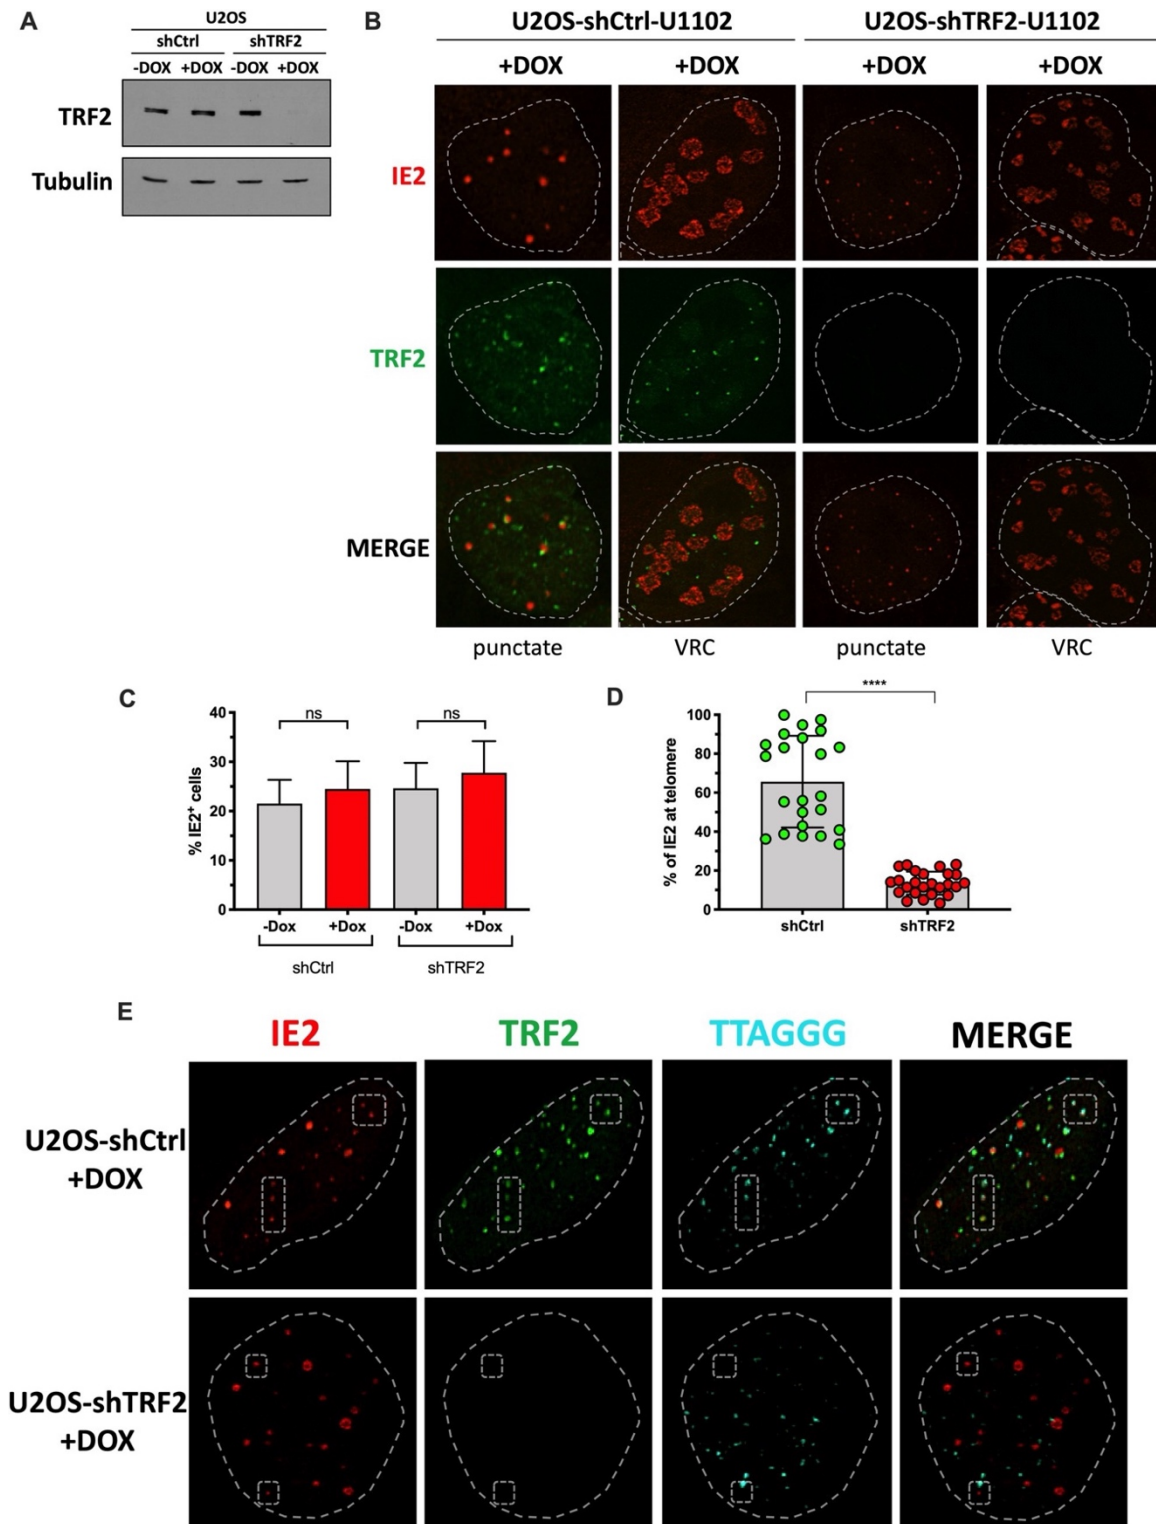 A
U2OS
shCtrl shTRF2
-DOX +DOX -DOX +DOX
TRF2
Tubulin
B
U2OS-shCtrl-U1102 U2OS-shTRF2-U1102
+DOX +DOX +DOX +DOX
IE2
TRF2
MERGE
punctate VRC punctate VRC
C
% IE2⁺ cells
40
30
20
10
0
ns ns
-Dox +Dox -Dox +Dox
shCtrl shTRF2
D
****
% of IE2 at telomere
100
80
60
40
20
0
shCtrl shTRF2
E
IE2 TRF2 TTAGGG MERGE
U2OS-shCtrl
+DOX
U2OS-shTRF2
+DOX